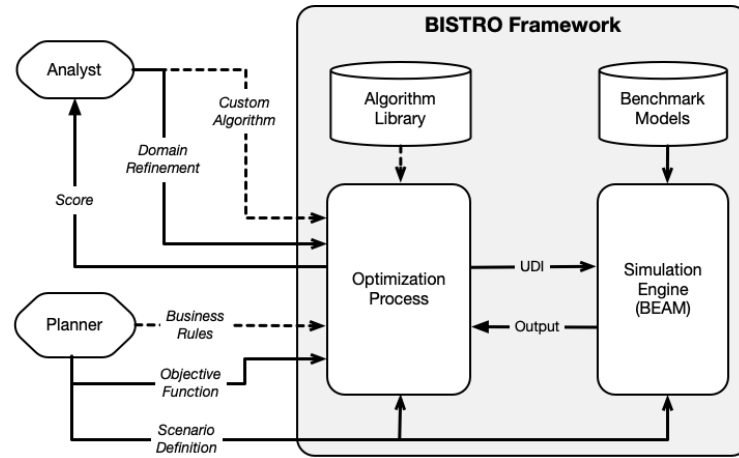 BISTRO Framework
Analyst
Custom
Algorithm
Algorithm
Library
Benchmark
Models
Domain
Refinement
Score
Optimization
Process
UDI
Simulation
Engine
(BEAM)
Output
Planner
Business
Rules
Objective
Function
Scenario
Definition